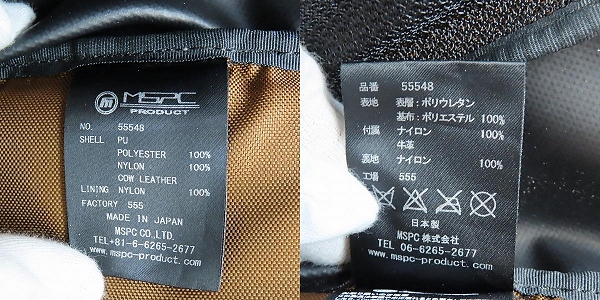 m MSPC
PRODUCT
NO. 55548
SHELL PU
POLYESTER 100%
NYLON 100%
COW LEATHER
LINING NYLON 100%
FACTORY 555
MADE IN JAPAN
MSPC CO.,LTD.
TEL +81-6-6265-2677
www.mspc-product.com
品番 55548
表地 表層:ポリウレタン
基布:ポリエステル 100%
付属 ナイロン 100%
牛革
裏地 ナイロン 100%
工場 555
日本製
MSPC 株式会社
TEL 06-6265-2677
www.mspc-product.com